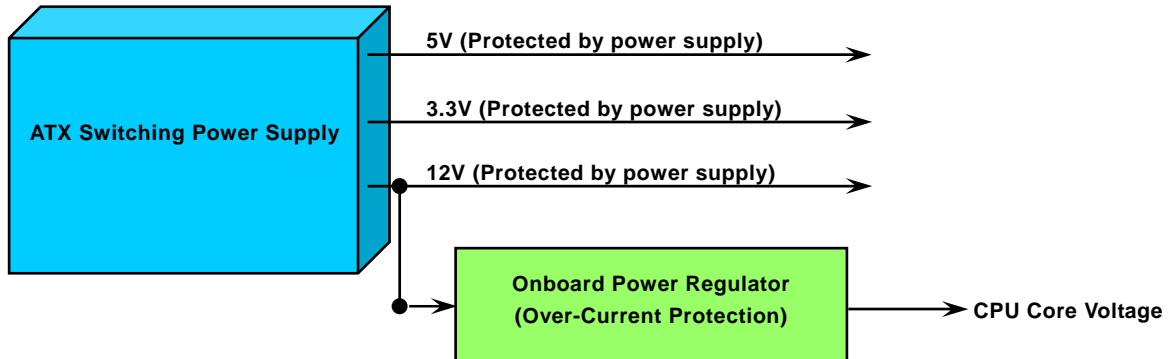 5V (Protected by power supply)
3.3V (Protected by power supply)
ATX Switching Power Supply
12V (Protected by power supply)
Onboard Power Regulator
(Over-Current Protection)
CPU Core Voltage